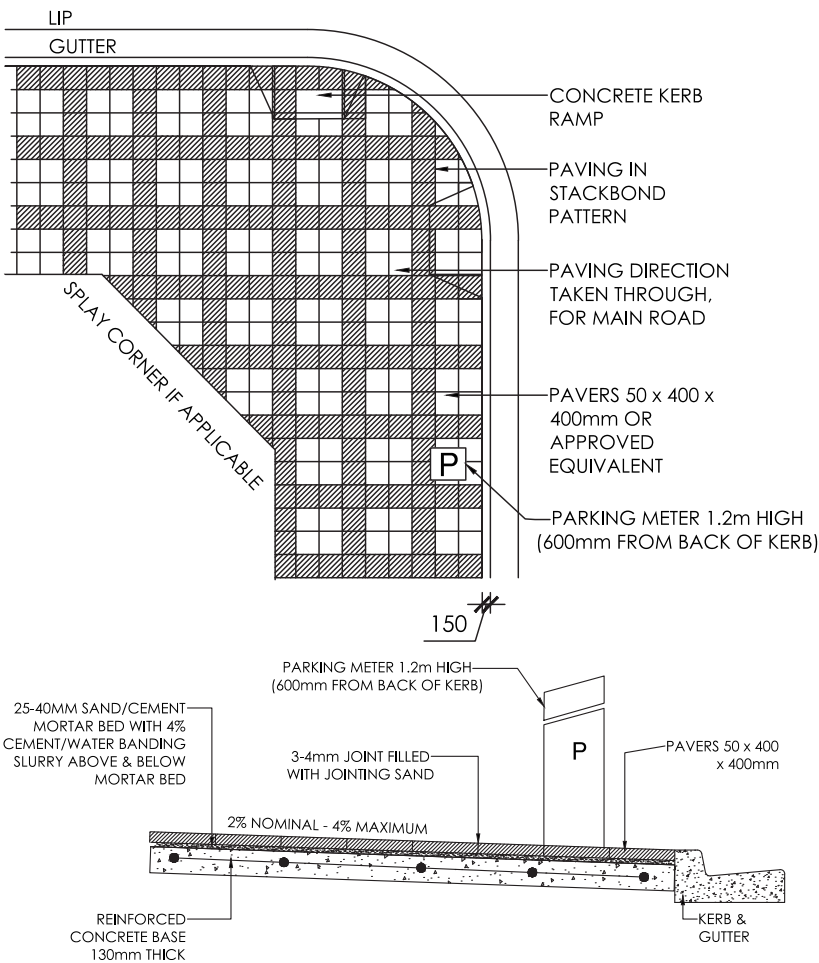 LIP
GUTTER
CONCRETE KERB
RAMP
PAVING IN
STACKBOND
PATTERN
PAVING DIRECTION
TAKEN THROUGH,
FOR MAIN ROAD
SPLAY CORNER IF APPLICABLE
PAVERS 50 x 400 x
400mm OR
APPROVED
EQUIVALENT
P
PARKING METER 1.2m HIGH
(600mm FROM BACK OF KERB)
150
PARKING METER 1.2m HIGH
(600mm FROM BACK OF KERB)
25-40MM SAND/CEMENT
MORTAR BED WITH 4%
CEMENT/WATER BANDING
SLURRY ABOVE & BELOW
MORTAR BED
3-4mm JOINT FILLED
WITH JOINTING SAND
P
PAVERS 50 x 400
x 400mm
2% NOMINAL - 4% MAXIMUM
REINFORCED
CONCRETE BASE
130mm THICK
KERB &
GUTTER